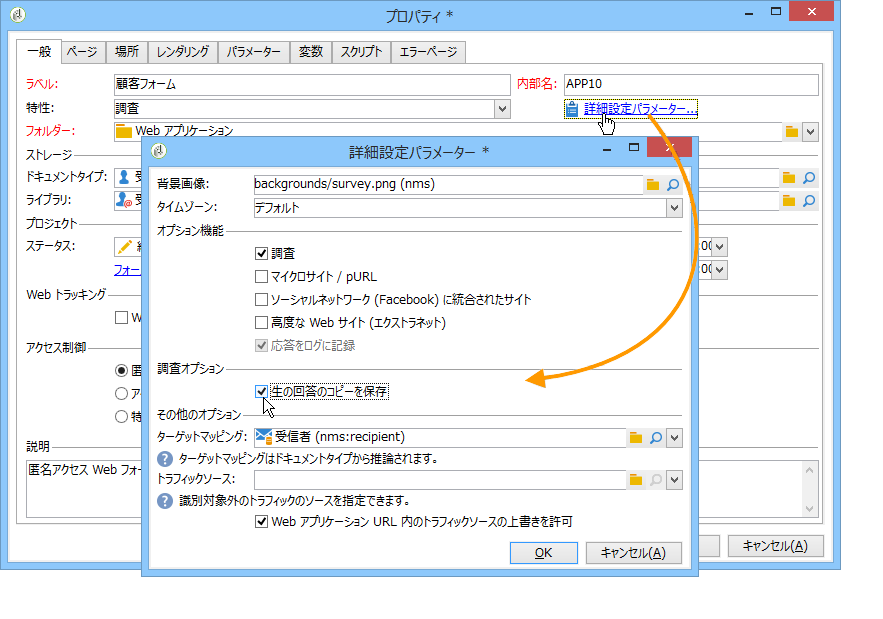 プロパティ *
一般 ページ 場所 レンダリング パラメーター 変数 スクリプト エラーページ
ラベル: 顧客フォーム 内部名: APP10
特性: 調査 詳細設定パラメーター...
フォルダー: Web アプリケーション
ストレージ
ドキュメントタイプ:
ライブラリ:
プロジェクト
ステータス:
フォー
Web トラッキング
W
アクセス制御
匿
ア
特
説明
匿名アクセス Web フォー
キャンセル(A)
詳細設定パラメーター *
背景画像: backgrounds/survey.png (nms)
タイムゾーン: デフォルト
オプション機能
調査
マイクロサイト / pURL
ソーシャルネットワーク (Facebook) に統合されたサイト
高度な Web サイト (エクストラネット)
応答をログに記録
調査オプション
生の回答のコピーを保存
その他のオプション
ターゲットマッピング: 受信者 (nms:recipient)
ターゲットマッピングはドキュメントタイプから推論されます。
トラフィックソース:
識別対象外のトラフィックのソースを指定できます。
Web アプリケーション URL 内のトラフィックソースの上書きを許可
OK キャンセル(A)